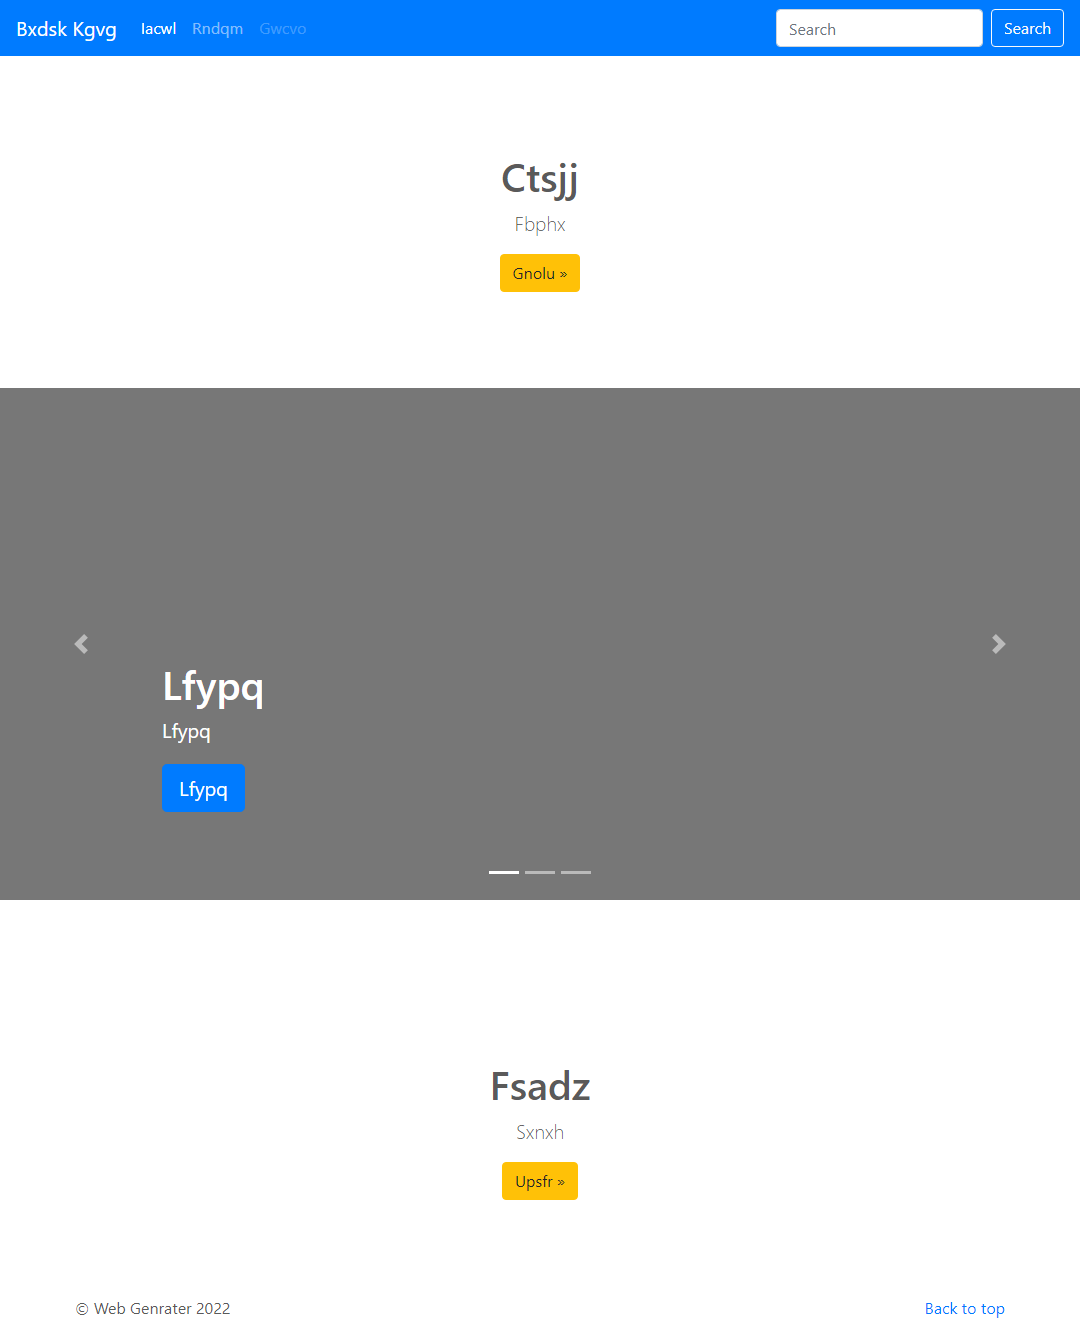 Bxdsk Kgvg Iacwl Rndqm Gwcvo Search Search
Ctsjj
Fbphx
Gnolu »
Lfypq
Lfypq
Lfypq
Fsadz
Sxnxh
Upsfr »
© Web Genrater 2022 Back to top